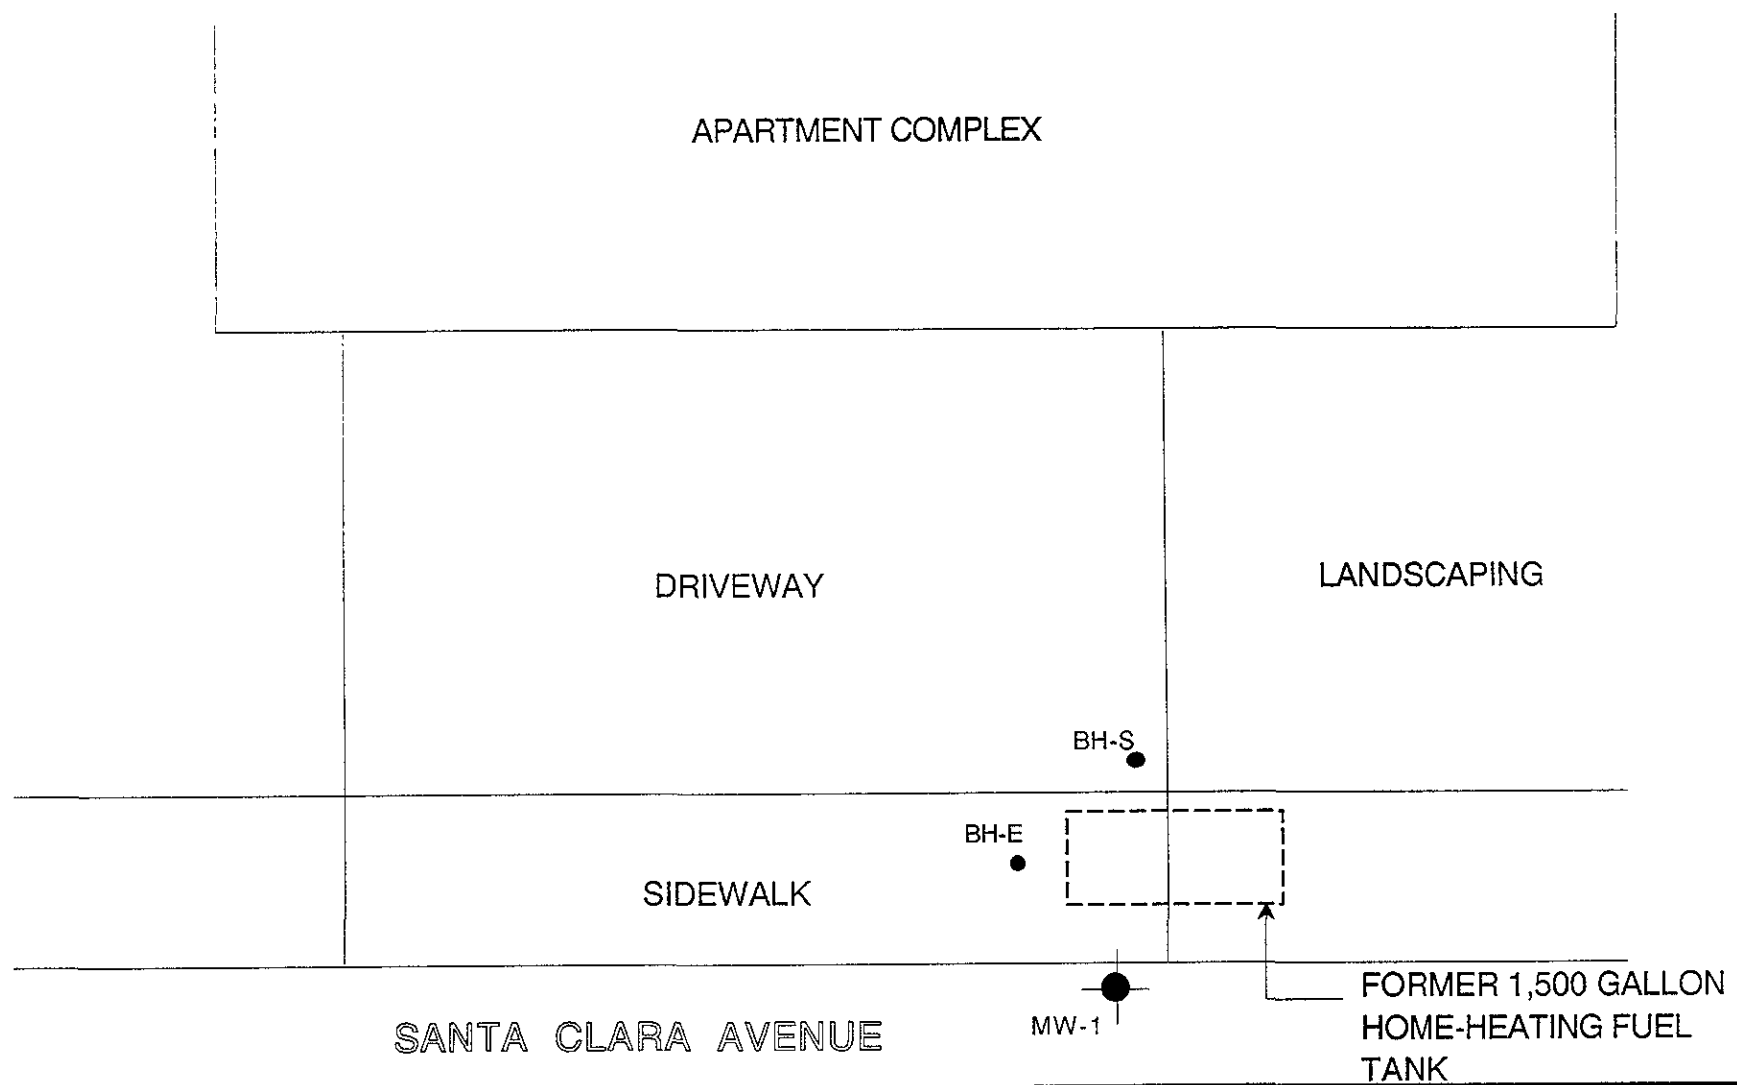 APARTMENT COMPLEX
DRIVEWAY
LANDSCAPING
BH-S
BH-E
SIDEWALK
SANTA CLARA AVENUE
MW-1
FORMER 1,500 GALLON
HOME-HEATING FUEL
TANK